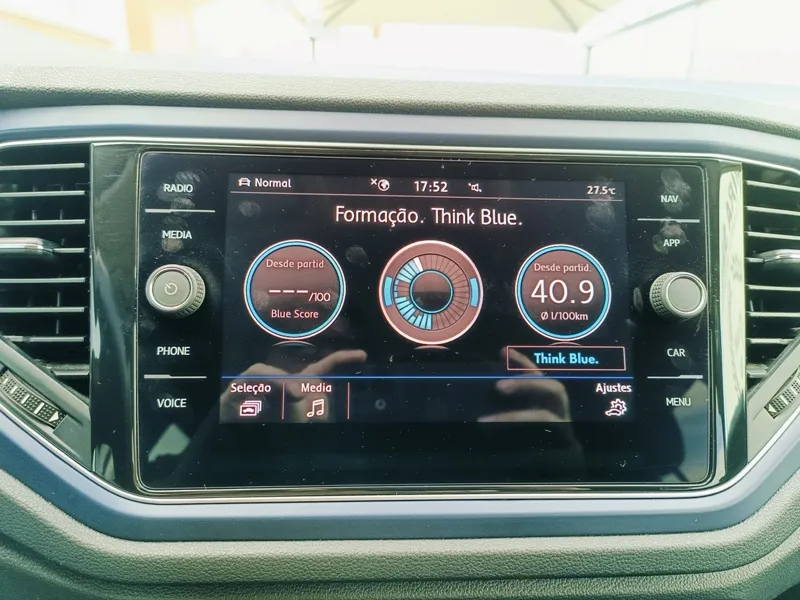 RADIO
MEDIA
PHONE
VOICE
Normal
17:52
27.5°C
Formação. Think Blue.
Desde partid
---/100
Blue Score
Desde partid.
40.9
Ø l/100km
Think Blue.
Seleção
Media
Ajustes
NAV
APP
CAR
MENU